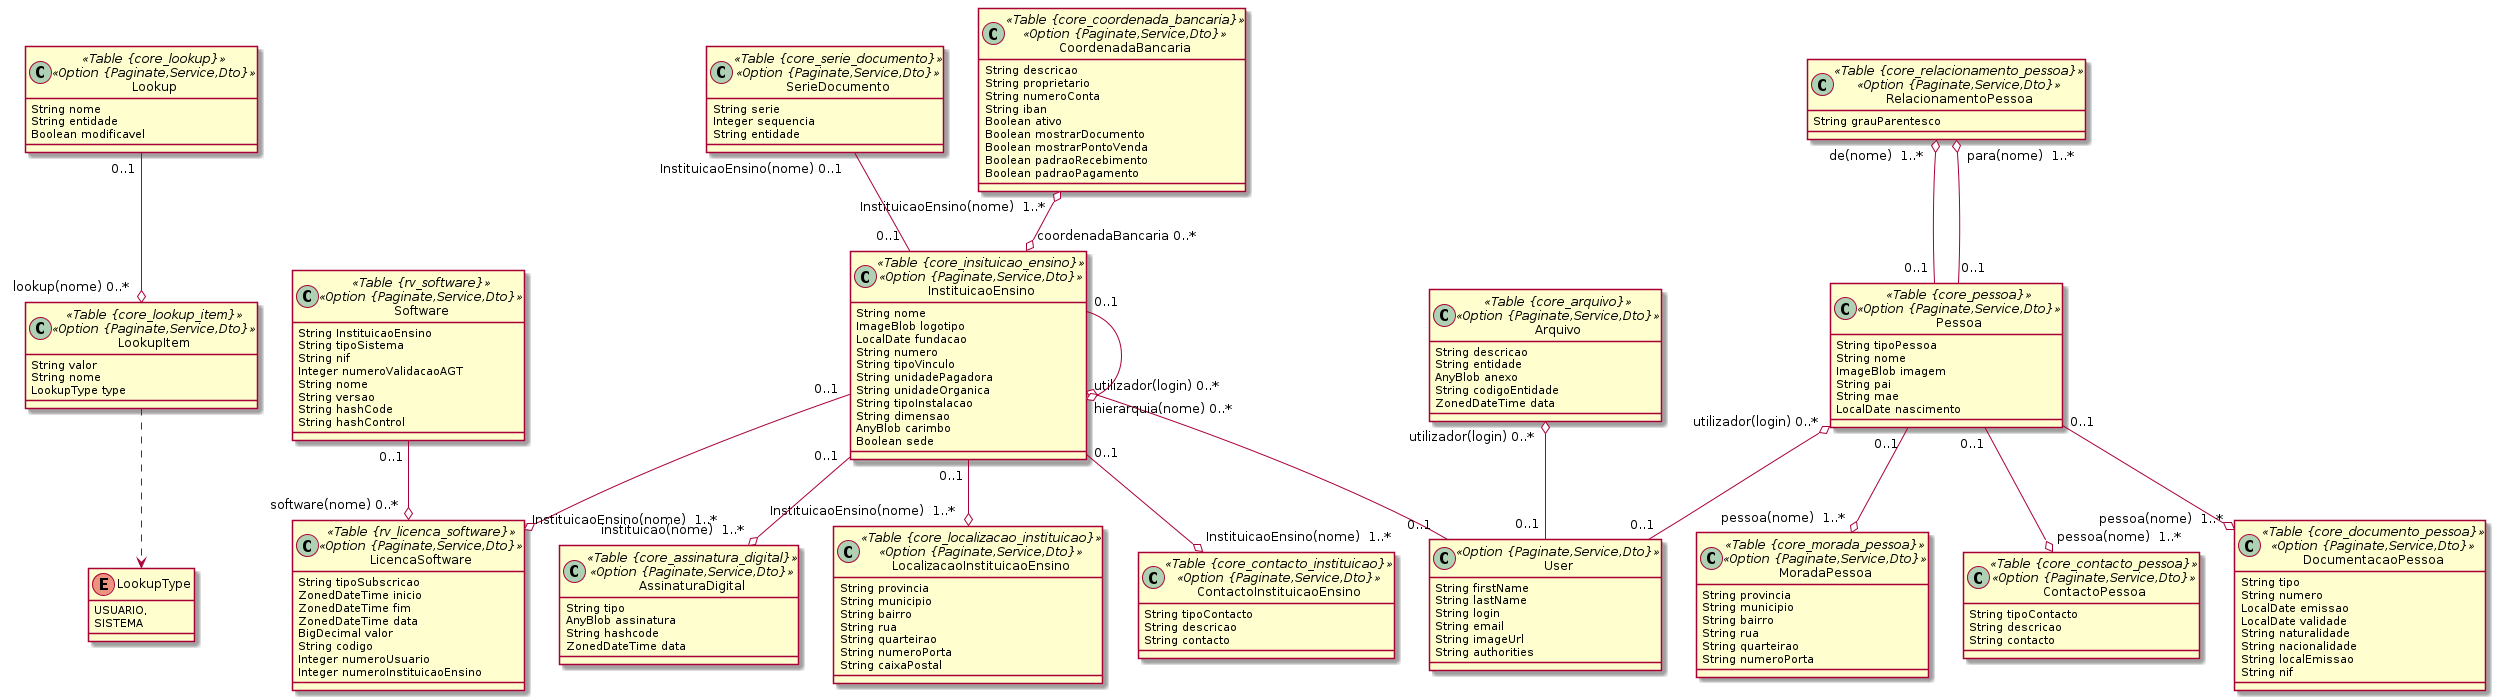 «Table {core_lookup}»
«Option {Paginate,Service,Dto}»
C
Lookup
String nome
String entidade
Boolean modificavel
0..1
lookup(nome) 0..*
«Table {core_lookup_item}»
«Option {Paginate,Service,Dto}»
C
LookupItem
String valor
String nome
LookupType type
E LookupType
USUARIO,
SISTEMA
«Table {rv_software}»
«Option {Paginate,Service,Dto}»
C
Software
String InstituicaoEnsino
String tipoSistema
String nif
Integer numeroValidacaoAGT
String nome
String versao
String hashCode
String hashControl
0..1
software(nome) 0..*
«Table {rv_licenca_software}»
«Option {Paginate,Service,Dto}»
C
LicencaSoftware
String tipoSubscricao
ZonedDateTime inicio
ZonedDateTime fim
ZonedDateTime data
BigDecimal valor
String codigo
Integer numeroUsuario
Integer numeroInstituicaoEnsino
«Table {core_serie_documento}»
«Option {Paginate,Service,Dto}»
C
SerieDocumento
String serie
Integer sequencia
String entidade
InstituicaoEnsino(nome) 0..1
0..1
«Table {core_coordenada_bancaria}»
«Option {Paginate,Service,Dto}»
C
CoordenadaBancaria
String descricao
String proprietario
String numeroConta
String iban
Boolean ativo
Boolean mostrarDocumento
Boolean mostrarPontoVenda
Boolean padraoRecebimento
Boolean padraoPagamento
InstituicaoEnsino(nome) 1..*
coordenadaBancaria 0..*
«Table {core_insituicao_ensino}»
«Option {Paginate,Service,Dto}»
C
InstituicaoEnsino
String nome
ImageBlob logotipo
LocalDate fundacao
String numero
String tipoVinculo
String unidadePagadora
String unidadeOrganica
String tipoInstalacao
String dimensao
AnyBlob carimbo
Boolean sede
0..1
utilizador(login) 0..*
hierarquia(nome) 0..*
0..1
0..1
0..1
0..1
InstituicaoEnsino(nome) 1..*
instituicao(nome) 1..*
InstituicaoEnsino(nome) 1..*
InstituicaoEnsino(nome) 1..*
«Table {core_assinatura_digital}»
«Option {Paginate,Service,Dto}»
C
AssinaturaDigital
String tipo
AnyBlob assinatura
String hashcode
ZonedDateTime data
«Table {core_localizacao_instituicao}»
«Option {Paginate,Service,Dto}»
C
LocalizacaoInstituicaoEnsino
String provincia
String municipio
String bairro
String rua
String quarteirao
String numeroPorta
String caixaPostal
«Table {core_contacto_instituicao}»
«Option {Paginate,Service,Dto}»
C
ContactoInstituicaoEnsino
String tipoContacto
String descricao
String contacto
«Table {core_arquivo}»
«Option {Paginate,Service,Dto}»
C
Arquivo
String descricao
String entidade
AnyBlob anexo
String codigoEntidade
ZonedDateTime data
utilizador(login) 0..*
0..1
0..1
0..1
«Option {Paginate,Service,Dto}»
C
User
String firstName
String lastName
String login
String email
String imageUrl
String authorities
«Table {core_relacionamento_pessoa}»
«Option {Paginate,Service,Dto}»
C
RelacionamentoPessoa
String grauParentesco
de(nome) 1..*
para(nome) 1..*
0..1
0..1
«Table {core_pessoa}»
«Option {Paginate,Service,Dto}»
C
Pessoa
String tipoPessoa
String nome
ImageBlob imagem
String pai
String mae
LocalDate nascimento
utilizador(login) 0..*
0..1
0..1
0..1
pessoa(nome) 1..*
pessoa(nome) 1..*
pessoa(nome) 1..*
«Table {core_morada_pessoa}»
«Option {Paginate,Service,Dto}»
C
MoradaPessoa
String provincia
String municipio
String bairro
String rua
String quarteirao
String numeroPorta
«Table {core_contacto_pessoa}»
«Option {Paginate,Service,Dto}»
C
ContactoPessoa
String tipoContacto
String descricao
String contacto
«Table {core_documento_pessoa}»
«Option {Paginate,Service,Dto}»
C
DocumentacaoPessoa
String tipo
String numero
LocalDate emissao
LocalDate validade
String naturalidade
String nacionalidade
String localEmissao
String nif